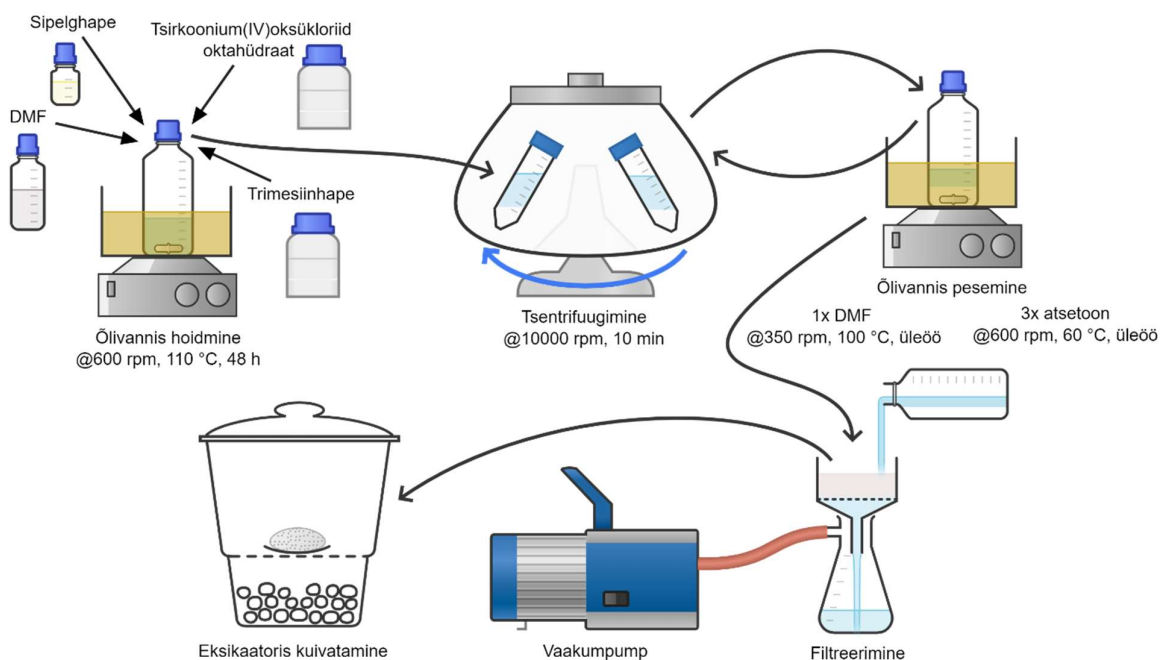 Sipelghape
Tsirkoonium(IV)oksükloriid
oktahüdraat
DMF
Trimesiinhape
Õlivannis hoidmine
@600 rpm, 110 °C, 48 h
Tsentrifuugimine
@10000 rpm, 10 min
Õlivannis pesemine
1x DMF
@350 rpm, 100 °C, üleöö
3x atsetoon
@600 rpm, 60 °C, üleöö
Eksikaatoris kuivatamine
Vaakumpump
Filtreerimine